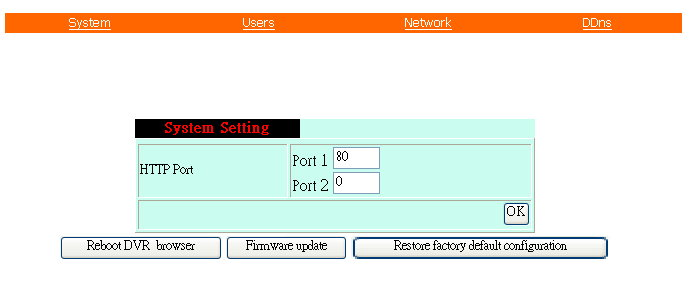 System Users Network DDns
System Setting
HTTP Port
Port 1 80
Port 2 0
OK
Reboot DVR browser Firmware update Restore factory default configuration